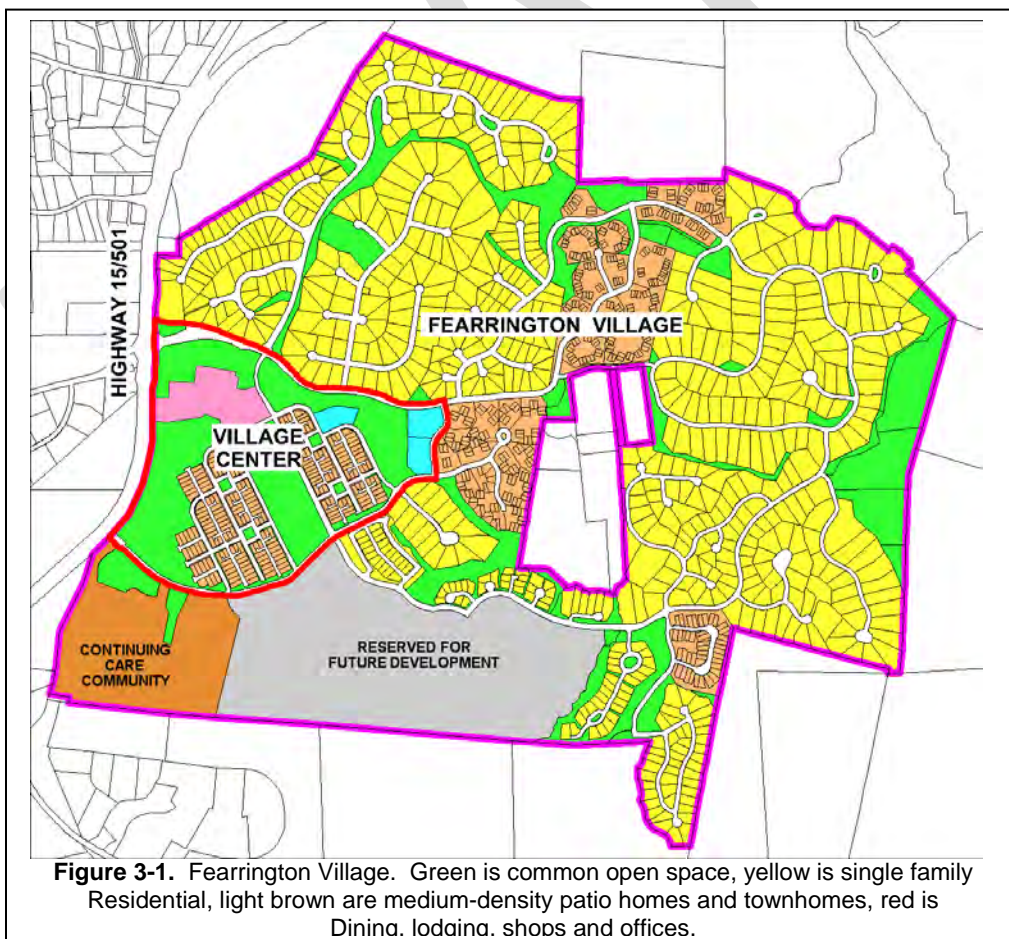 HIGHWAY 15/501
FEARRINGTON VILLAGE
VILLAGE
CENTER
CONTINUING
CARE
COMMUNITY
RESERVED FOR
FUTURE DEVELOPMENT
Figure 3-1. Fearrington Village. Green is common open space, yellow is single family
Residential, light brown are medium-density patio homes and townhomes, red is
Dining, lodging, shops and offices.